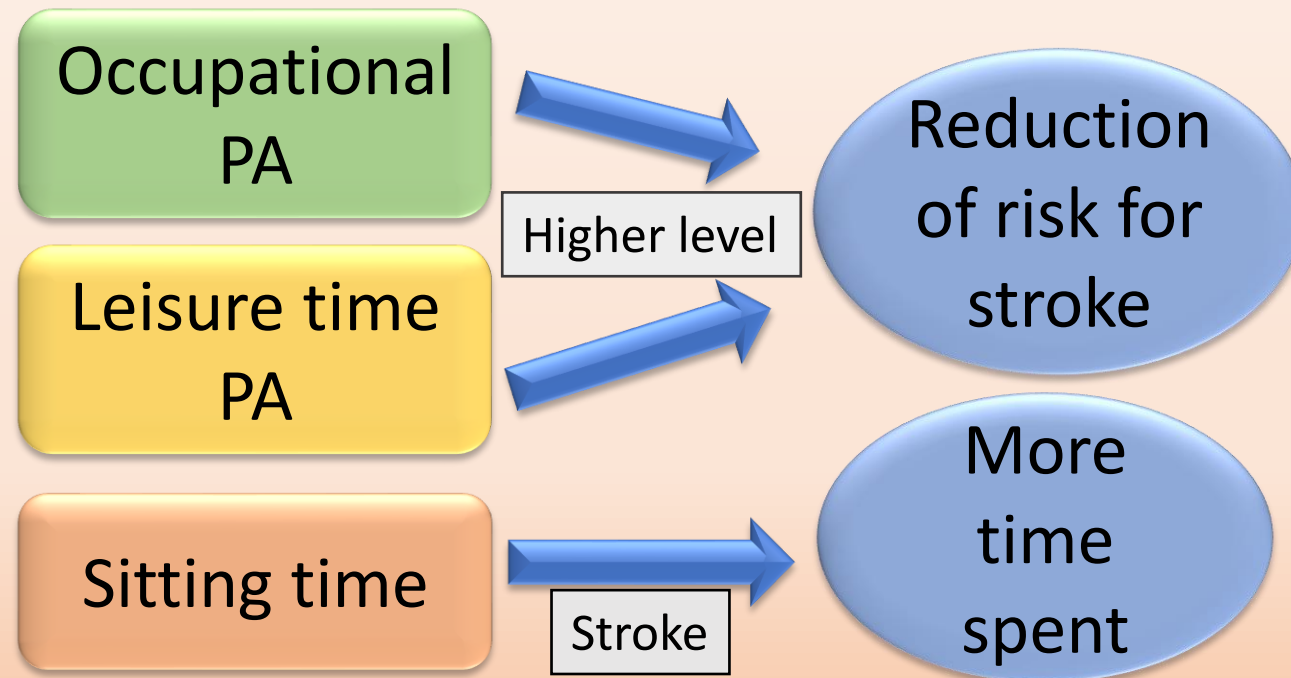 Occupational
PA
Higher level
Reduction
of risk for
stroke
Leisure time
PA
Sitting time
Stroke
More
time
spent